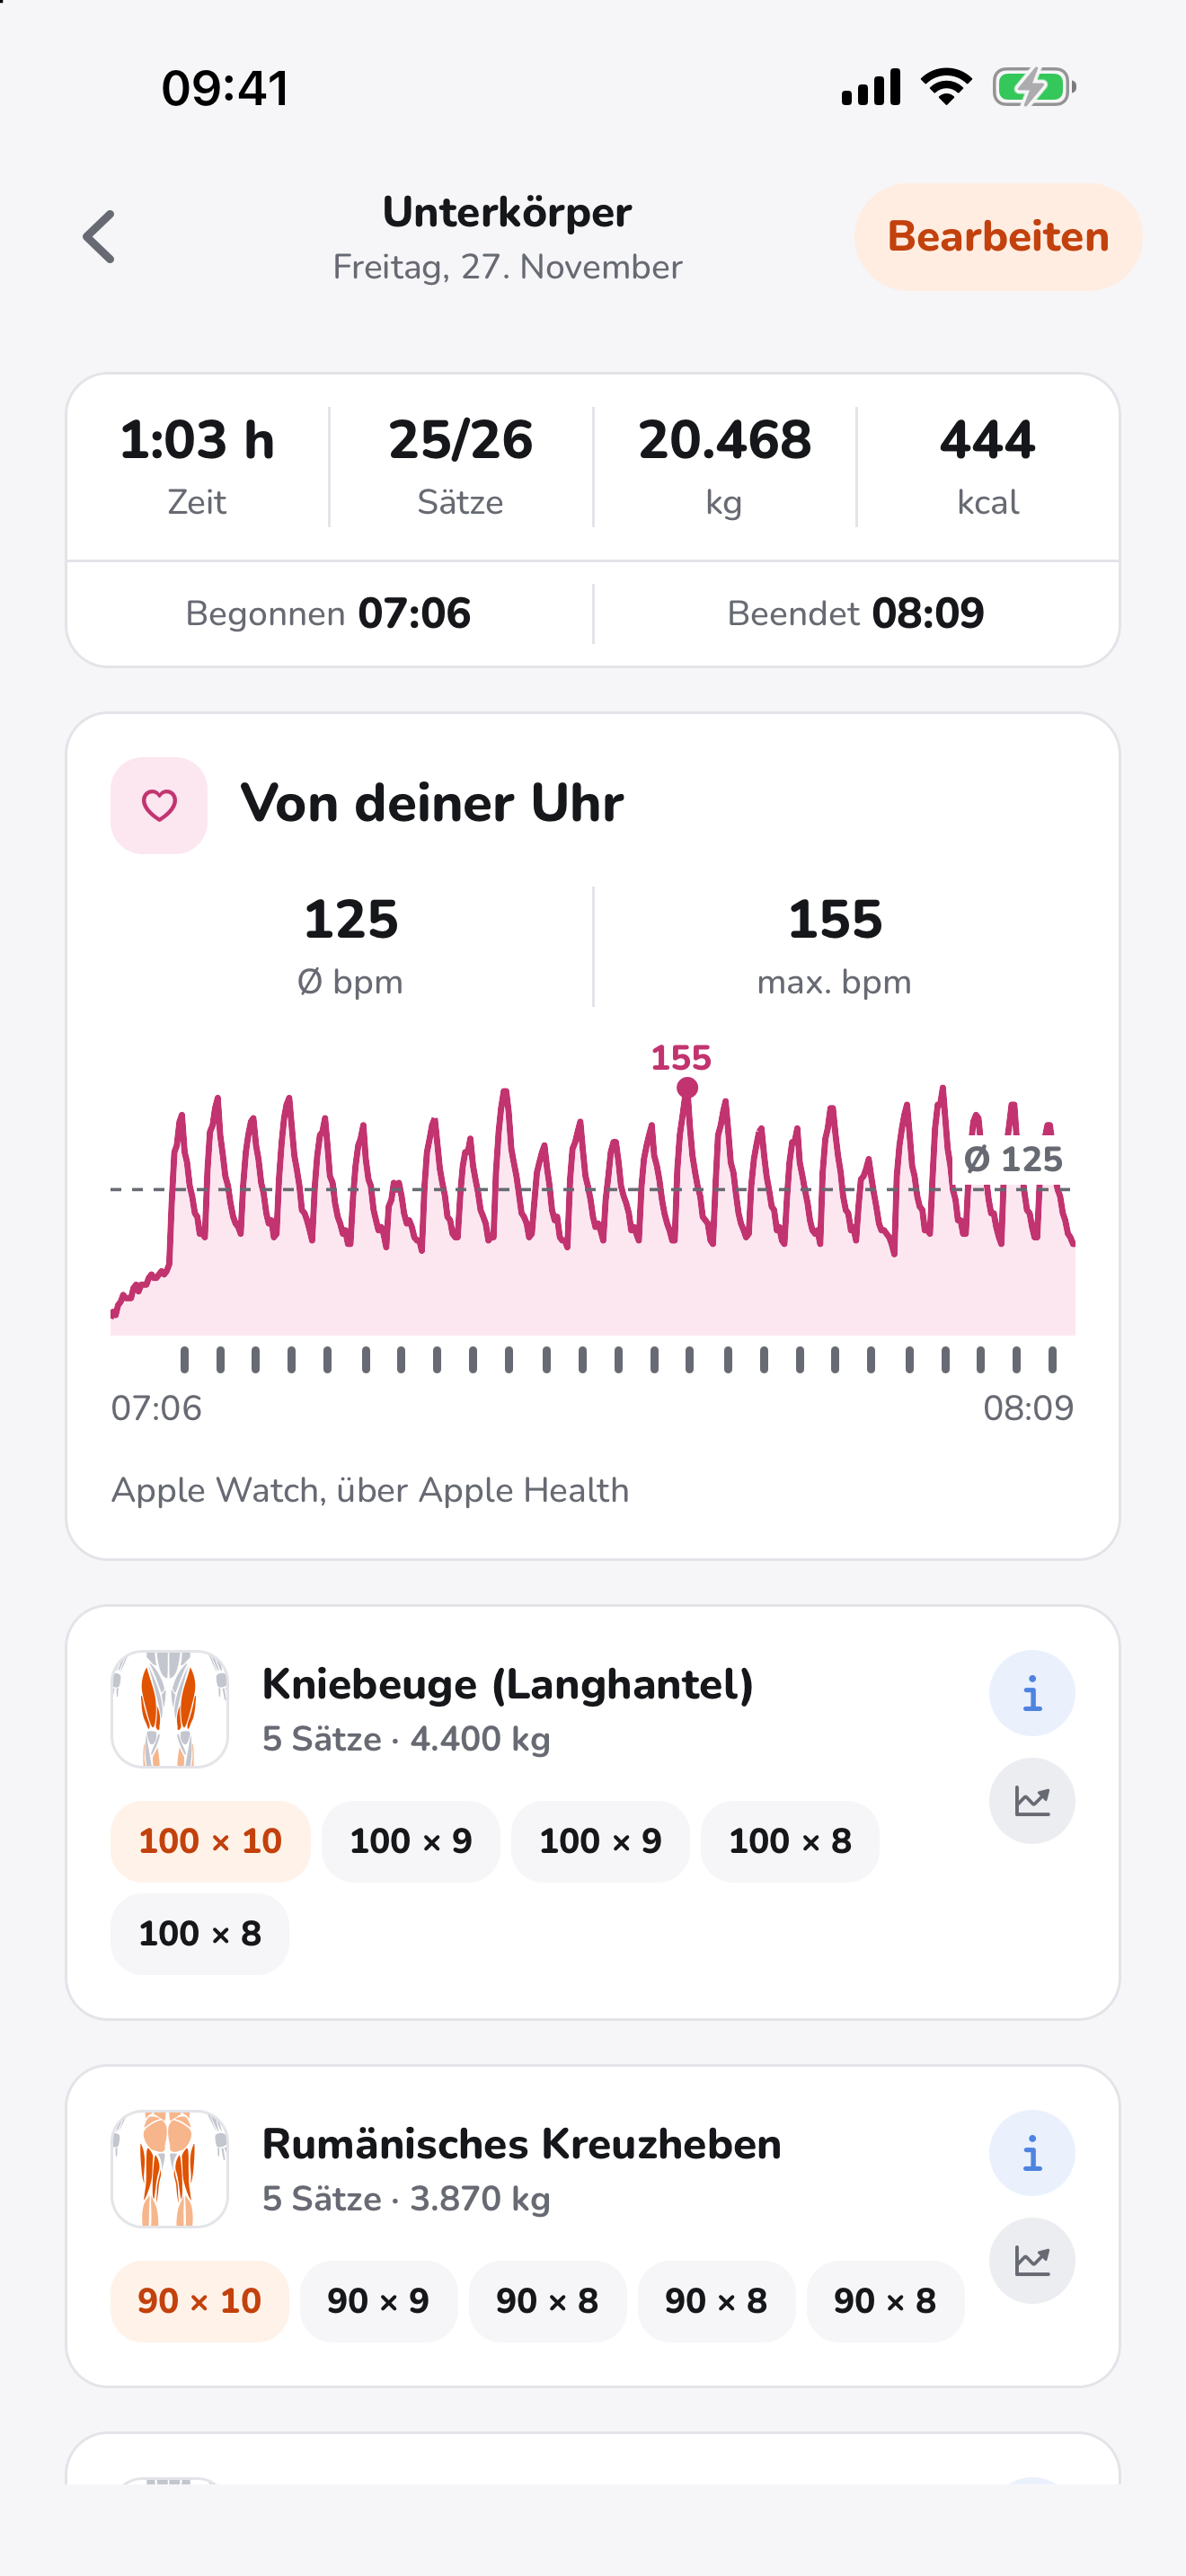 09:41
Unterkörper
Freitag, 27. November
Bearbeiten
1:03 h
Zeit
25/26
Sätze
20.468
kg
444
kcal
Begonnen 07:06
Beendet 08:09
Von deiner Uhr
125
Ø bpm
155
max. bpm
155
Ø 125
07:06
08:09
Apple Watch, über Apple Health
Kniebeuge (Langhantel)
5 Sätze · 4.400 kg
100 × 10
100 × 9
100 × 9
100 × 8
100 × 8
Rumänisches Kreuzheben
5 Sätze · 3.870 kg
90 × 10
90 × 9
90 × 8
90 × 8
90 × 8